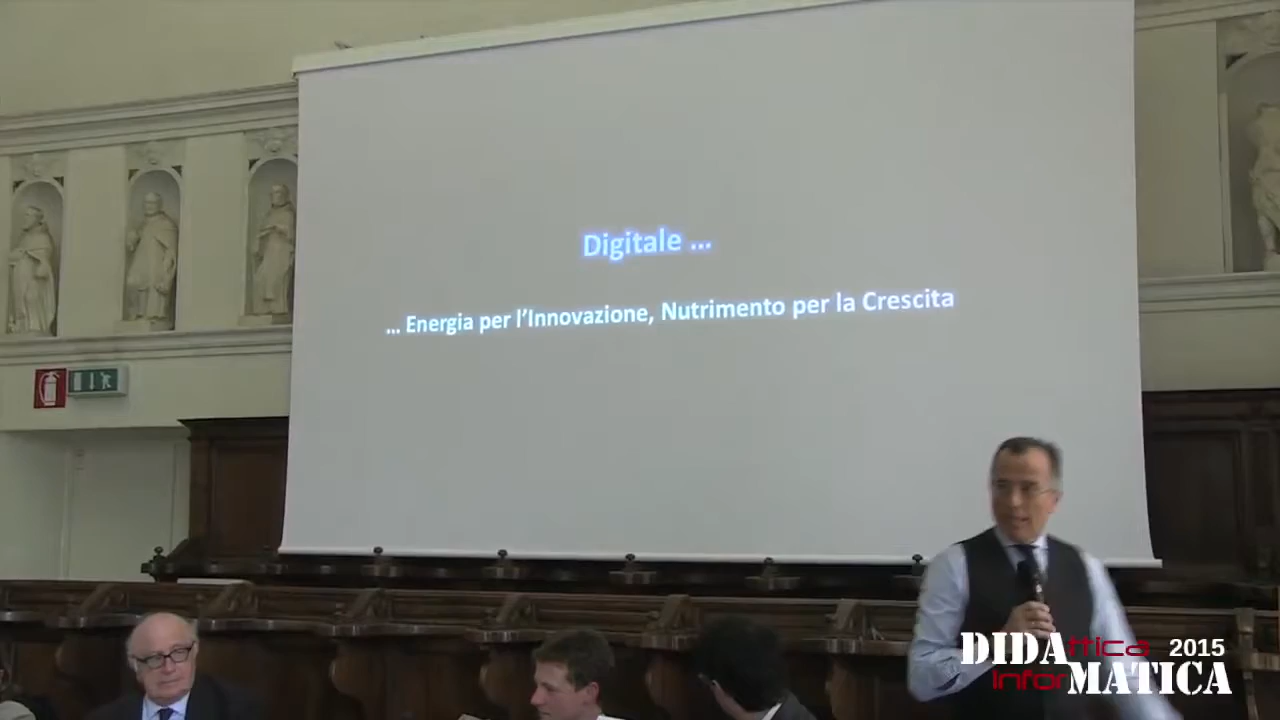 Digitale ...
... Energia per l'Innovazione, Nutrimento per la Crescita
DIDAttica 2015
inforMATICA